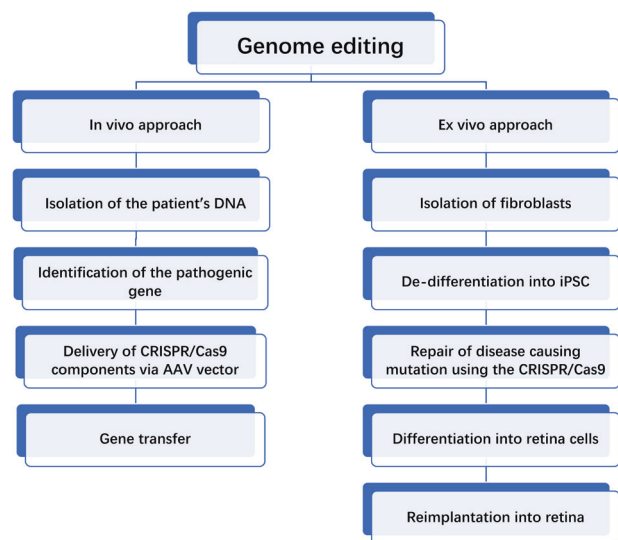 Genome editing
In vivo approach
Isolation of the patient's DNA
Identification of the pathogenic
gene
Delivery of CRISPR/Cas9
components via AAV vector
Gene transfer
Ex vivo approach
Isolation of fibroblasts
De-differentiation into iPSC
Repair of disease causing
mutation using the CRISPR/Cas9
Differentiation into retina cells
Reimplantation into retina